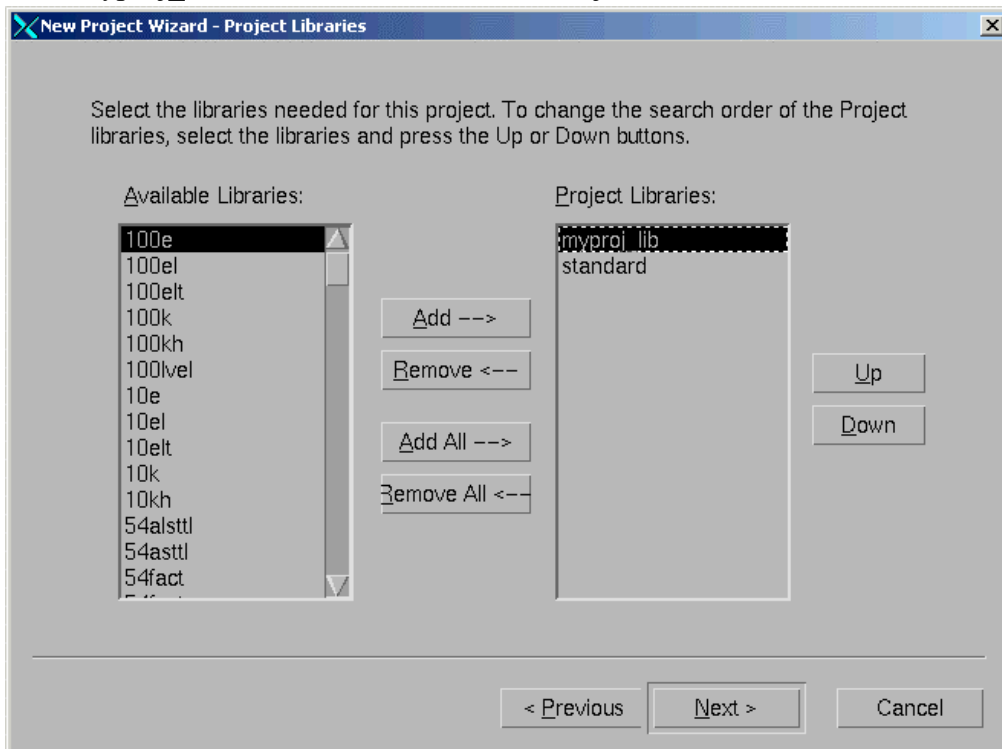 New Project Wizard - Project Libraries
Select the libraries needed for this project. To change the search order of the Project
libraries, select the libraries and press the Up or Down buttons.
Available Libraries:
100e
100el
100elt
100k
100kh
100lvel
10e
10el
10elt
10k
10kh
54alsttl
54asttl
54fact
Add -->
Remove <--
Add All -->
Remove All <--
Project Libraries:
myproj_lib
standard
Up
Down
< Previous
Next >
Cancel